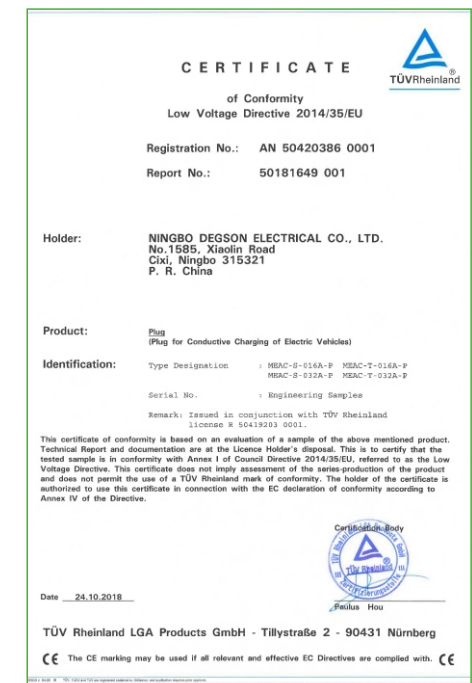 CERTIFICATE
TÜVRheinland®
of Conformity
Low Voltage Directive 2014/35/EU
Registration No.: AN 50420386 0001
Report No.: 50181649 001
Holder: NINGBO DEGSON ELECTRICAL CO., LTD.
No.1585, Xiaolin Road
Cixi, Ningbo 315321
P. R. China
Product: Plug
(Plug for Conductive Charging of Electric Vehicles)
Identification: Type Designation : MEAC-S-016A-P MEAC-T-016A-P
MEAC-S-032A-P MEAC-T-032A-P
Serial No. : Engineering Samples
Remark: Issued in conjunction with TÜV Rheinland
license R 50419203 0001.
This certificate of conformity is based on an evaluation of a sample of the above mentioned product.
Technical Report and documentation are at the Licence Holder's disposal. This is to certify that the
tested sample is in conformity with Annex I of Council Directive 2014/35/EU, referred to as the Low
Voltage Directive. This certificate does not imply assessment of the series-production of the product
and does not permit the use of a TÜV Rheinland mark of conformity. The holder of the certificate is
authorized to use this certificate in connection with the EC declaration of conformity according to
Annex IV of the Directive.
Certification Body
TÜV Rheinland
Zertifizierungsstelle
Date 24.10.2018
Paulus Hou
TÜV Rheinland LGA Products GmbH - Tillystraße 2 - 90431 Nürnberg
CE The CE marking may be used if all relevant and effective EC Directives are complied with. CE